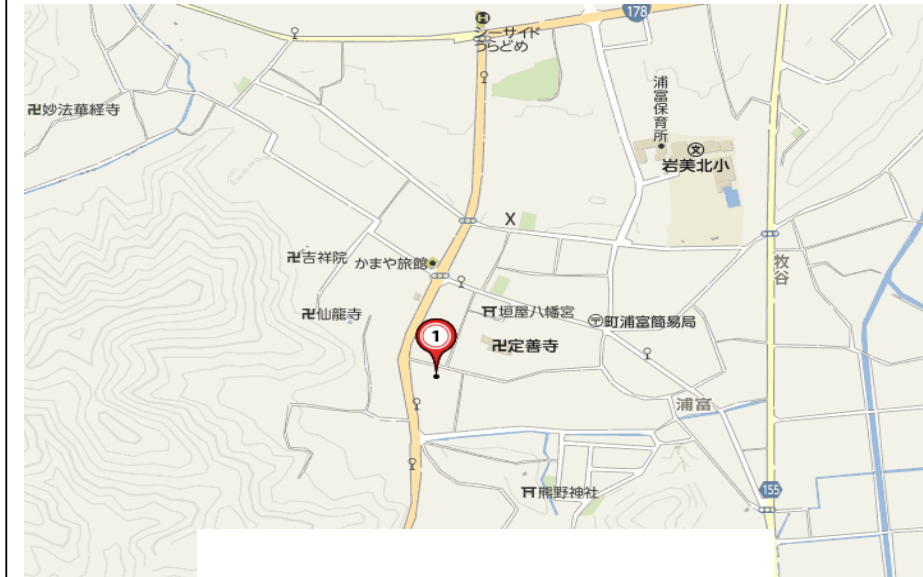 178
シーサイド
うらどめ
浦富保育所
卍妙法華経寺
岩美北小
X
卍吉祥院
かまや旅館
牧谷
卍仙龍寺
垣屋八幡宮
〒町浦富簡易局
1
卍定善寺
浦富
155
熊野神社